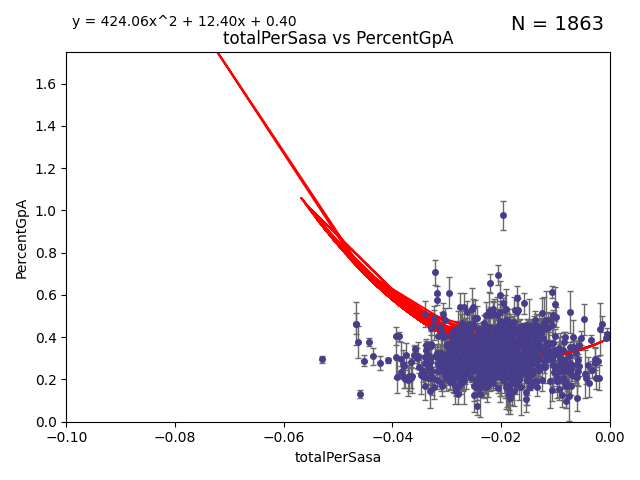 y = 424.06x^2 + 12.40x + 0.40
N = 1863
totalPerSasa vs PercentGpA
1.6
1.4
1.2
1.0
0.8
0.6
0.4
0.2
0.0
PercentGpA
−0.10 −0.08 −0.06 −0.04 −0.02 0.00
totalPerSasa